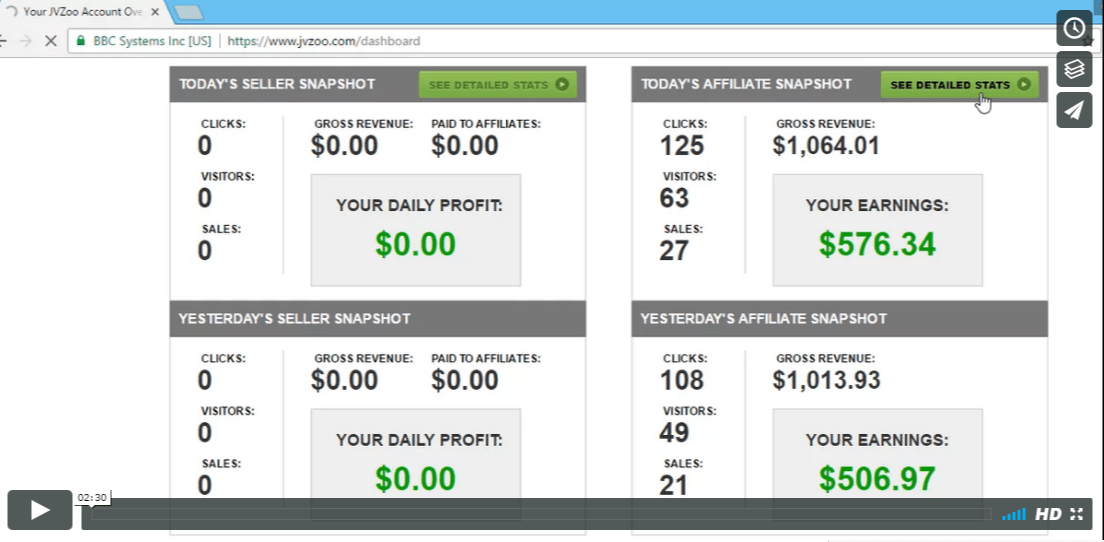 Your JVZoo Account Ove
BBC Systems Inc [US] https://www.jvzoo.com/dashboard
TODAY'S SELLER SNAPSHOT SEE DETAILED STATS
CLICKS: GROSS REVENUE: PAID TO AFFILIATES:
0 $0.00 $0.00
VISITORS:
0 YOUR DAILY PROFIT:
SALES: $0.00
0
TODAY'S AFFILIATE SNAPSHOT SEE DETAILED STATS
CLICKS: GROSS REVENUE:
125 $1,064.01
VISITORS:
63 YOUR EARNINGS:
SALES: $576.34
27
YESTERDAY'S SELLER SNAPSHOT
CLICKS: GROSS REVENUE: PAID TO AFFILIATES:
0 $0.00 $0.00
VISITORS:
0 YOUR DAILY PROFIT:
SALES: $0.00
0
YESTERDAY'S AFFILIATE SNAPSHOT
CLICKS: GROSS REVENUE:
108 $1,013.93
VISITORS:
49 YOUR EARNINGS:
SALES: $506.97
21
02:30
HD